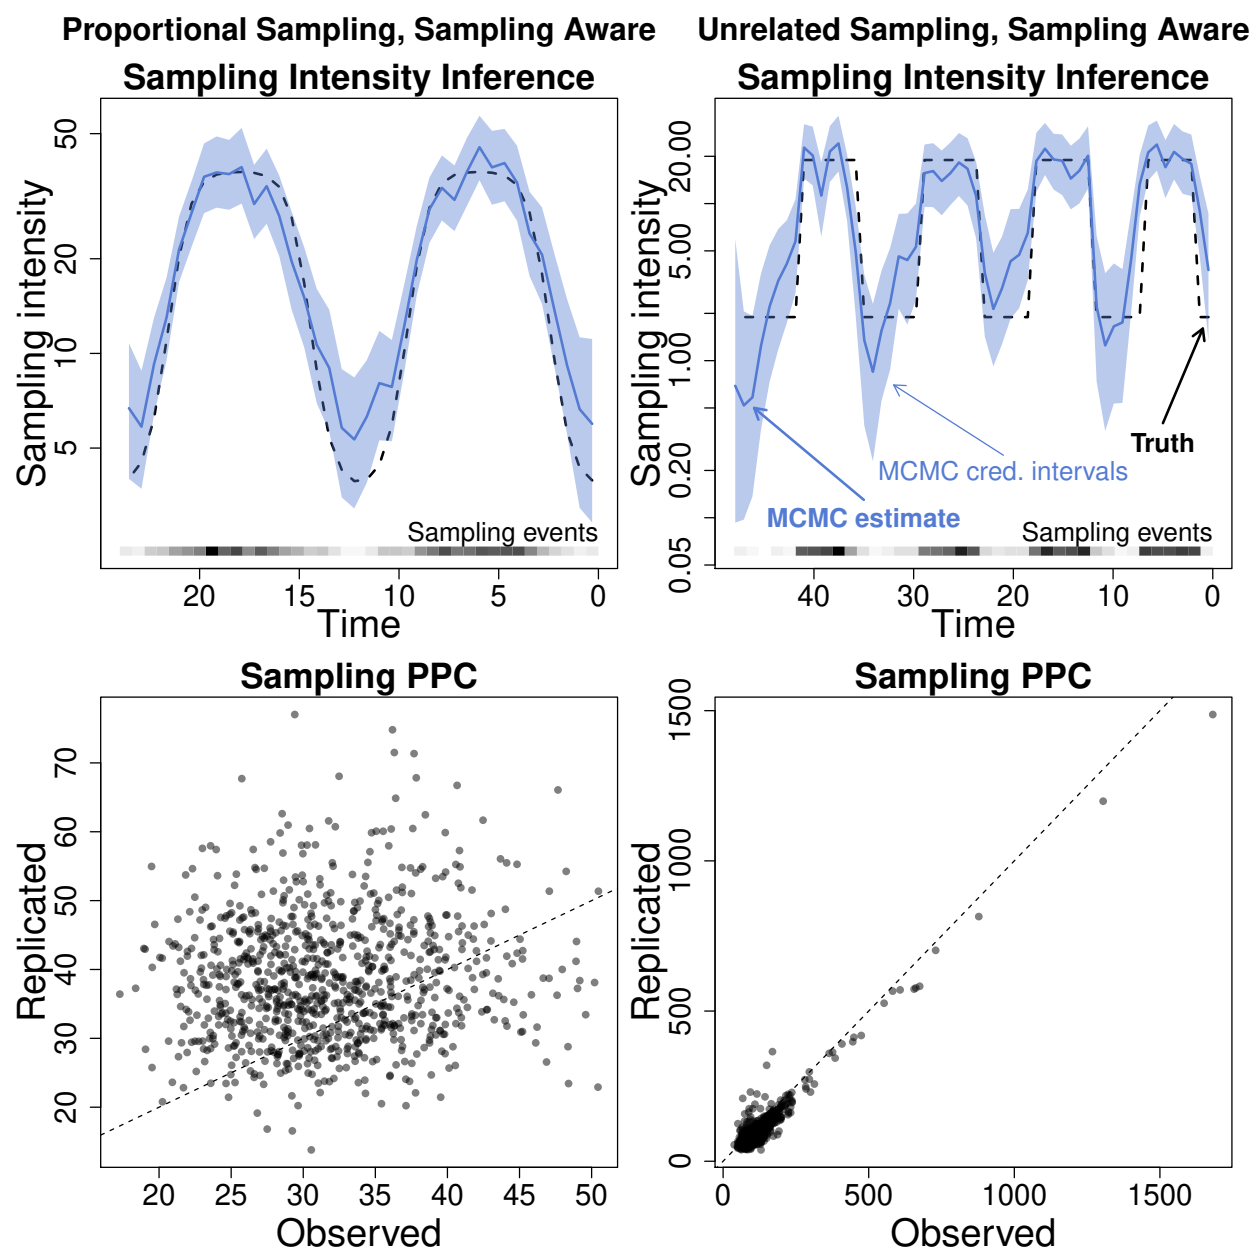 Proportional Sampling, Sampling Aware
Sampling Intensity Inference
Sampling intensity
50
20
10
5
Sampling events
20 15 10 5 0
Time
Unrelated Sampling, Sampling Aware
Sampling Intensity Inference
Sampling intensity
20.00
5.00
1.00
0.20
0.05
Truth
MCMC cred. intervals
MCMC estimate
Sampling events
40 30 20 10 0
Time
Sampling PPC
Replicated
70
60
50
40
30
20
20 25 30 35 40 45 50
Observed
Sampling PPC
Replicated
1500
1000
500
0
0 500 1000 1500
Observed